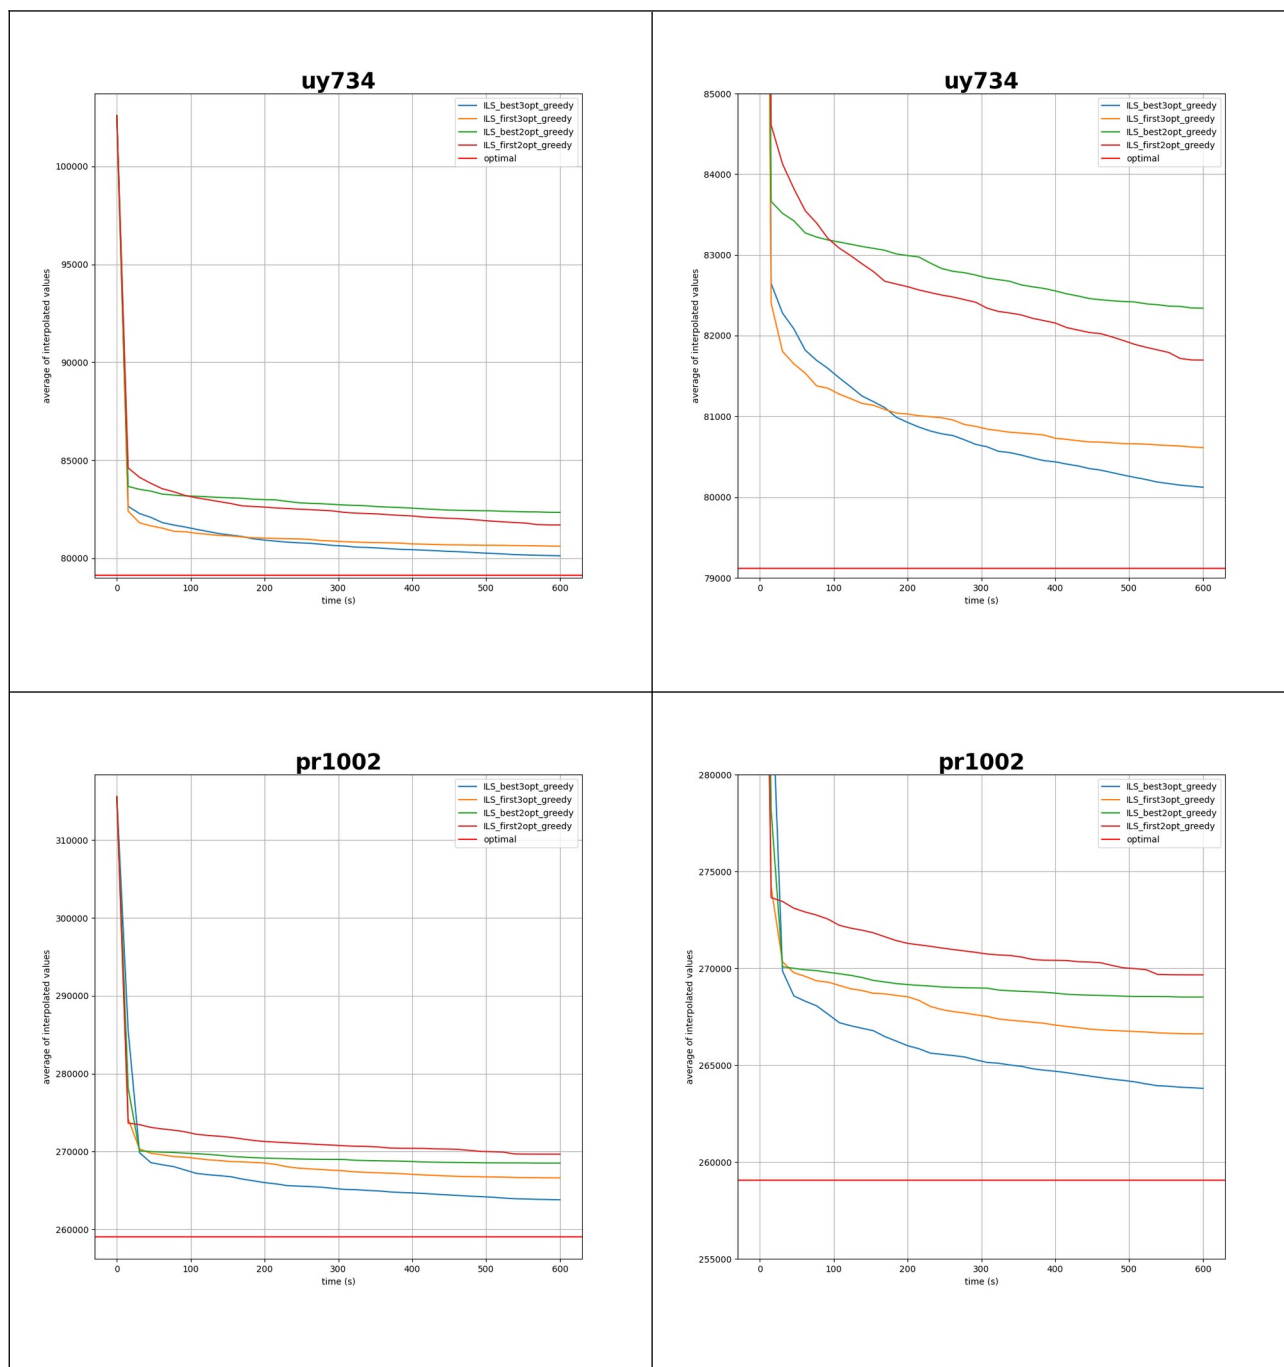 uy734
100000
95000
90000
85000
80000
0 100 200 300 400 500 600
time (s)
average of interpolated values
ILS_best3opt_greedy
ILS_first3opt_greedy
ILS_best2opt_greedy
ILS_first2opt_greedy
optimal
uy734
85000
84000
83000
82000
81000
80000
79000
0 100 200 300 400 500 600
time (s)
average of interpolated values
ILS_best3opt_greedy
ILS_first3opt_greedy
ILS_best2opt_greedy
ILS_first2opt_greedy
optimal
pr1002
310000
300000
290000
280000
270000
260000
0 100 200 300 400 500 600
time (s)
average of interpolated values
ILS_best3opt_greedy
ILS_first3opt_greedy
ILS_best2opt_greedy
ILS_first2opt_greedy
optimal
pr1002
280000
275000
270000
265000
260000
255000
0 100 200 300 400 500 600
time (s)
average of interpolated values
ILS_best3opt_greedy
ILS_first3opt_greedy
ILS_best2opt_greedy
ILS_first2opt_greedy
optimal